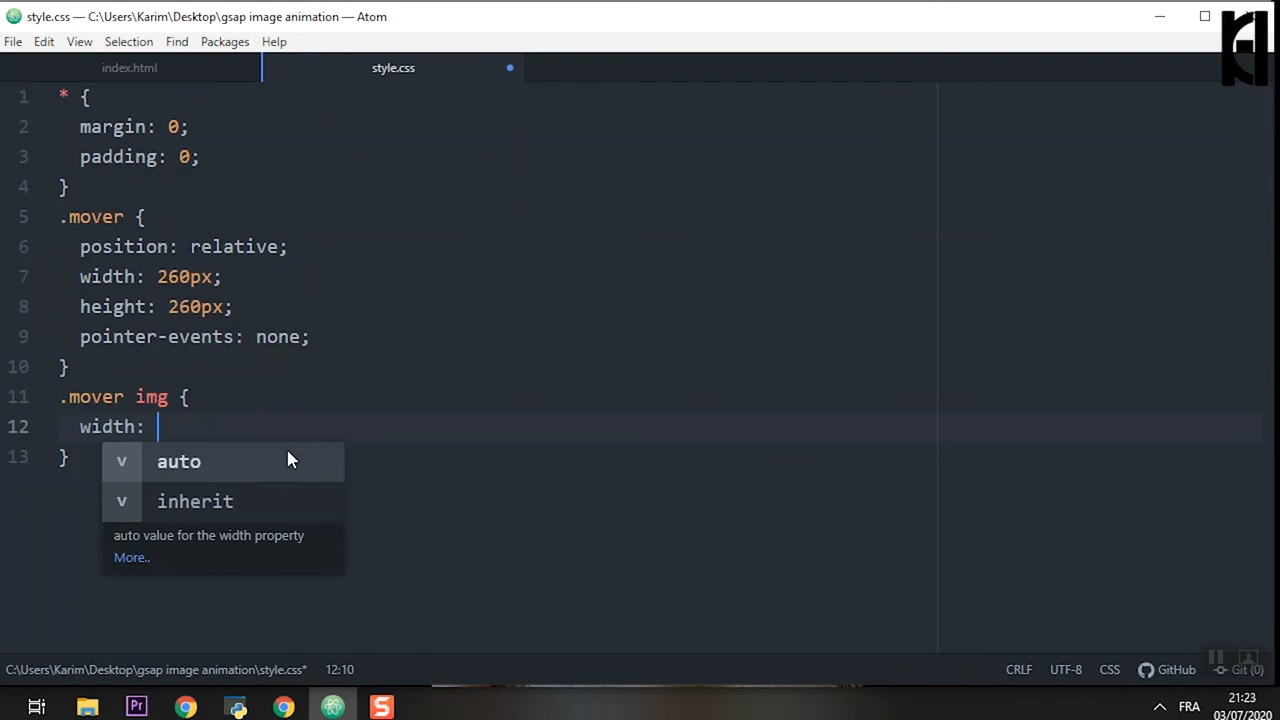 style.css — C:\Users\Karim\Desktop\gsap image animation — Atom
File Edit View Selection Find Packages Help
index.html style.css
1 * {
2 margin: 0;
3 padding: 0;
4 }
5 .mover {
6 position: relative;
7 width: 260px;
8 height: 260px;
9 pointer-events: none;
10 }
11 .mover img {
12 width:
13 }
v auto
v inherit
auto value for the width property
More..
C:\Users\Karim\Desktop\gsap image animation\style.css* 12:10 CRLF UTF-8 CSS GitHub Git (0)
Pr S FRA 21:23
03/07/2020